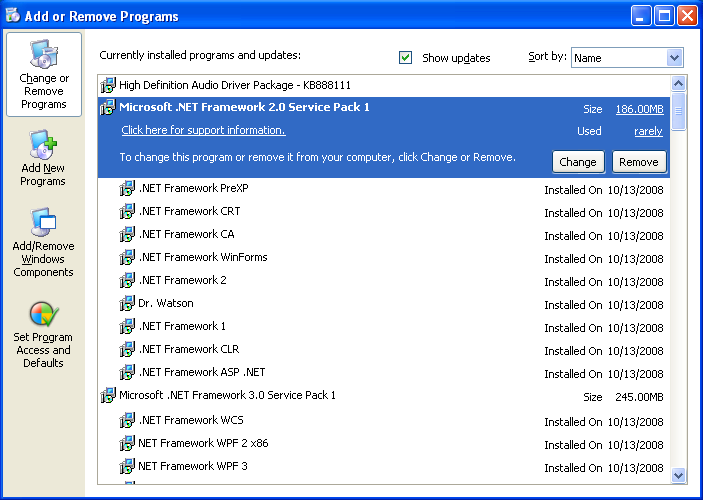 Add or Remove Programs
Change or
Remove
Programs
Add New
Programs
Add/Remove
Windows
Components
Set Program
Access and
Defaults
Currently installed programs and updates:
Show updates
Sort by: Name
High Definition Audio Driver Package - KB888111
Microsoft .NET Framework 2.0 Service Pack 1 Size 186.00MB
Click here for support information. Used rarely
To change this program or remove it from your computer, click Change or Remove. Change Remove
.NET Framework PreXP Installed On 10/13/2008
.NET Framework CRT Installed On 10/13/2008
.NET Framework CA Installed On 10/13/2008
.NET Framework WinForms Installed On 10/13/2008
.NET Framework 2 Installed On 10/13/2008
Dr. Watson Installed On 10/13/2008
.NET Framework 1 Installed On 10/13/2008
.NET Framework CLR Installed On 10/13/2008
.NET Framework ASP .NET Installed On 10/13/2008
Microsoft .NET Framework 3.0 Service Pack 1 Size 245.00MB
.NET Framework WCS Installed On 10/13/2008
.NET Framework WPF 2 x86 Installed On 10/13/2008
NET Framework WPF 3 Installed On 10/13/2008